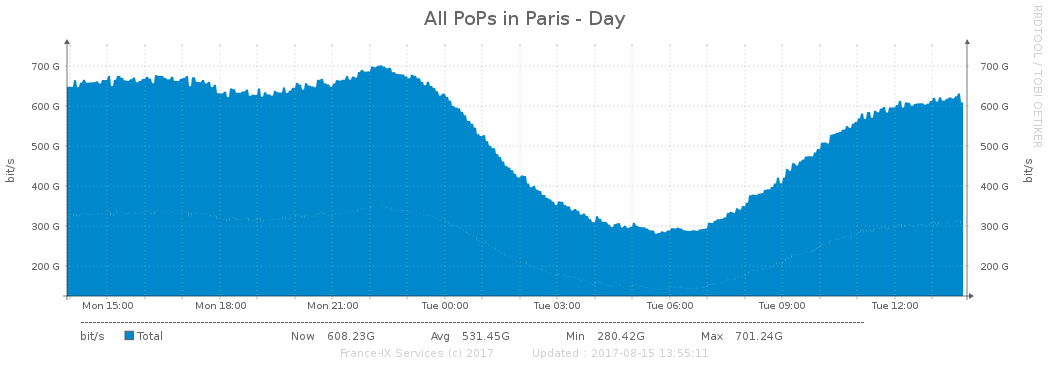 All PoPs in Paris - Day
RRDTOOL / TOBI OETIKER
700 G 700 G
600 G 600 G
500 G 500 G
400 G 400 G
300 G 300 G
200 G 200 G
bit/s bit/s
Mon 15:00 Mon 18:00 Mon 21:00 Tue 00:00 Tue 03:00 Tue 06:00 Tue 09:00 Tue 12:00
bit/s Total Now 608.23G Avg 531.45G Min 280.42G Max 701.24G
France-IX Services (c) 2017 Updated : 2017-08-15 13:55:11